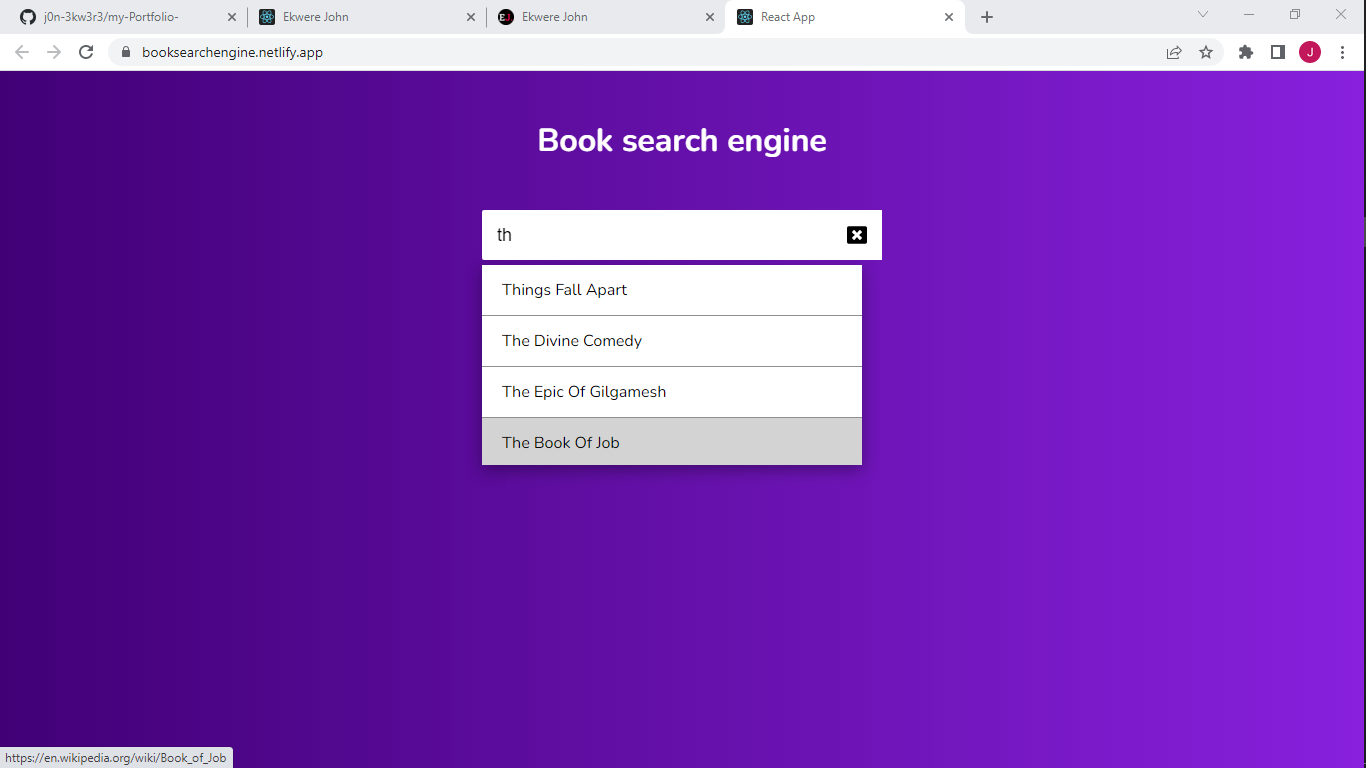 j0n-3kw3r3/my-Portfolio-
Ekwere John
EJ
Ekwere John
React App
booksearchengine.netlify.app
J
Book search engine
th
Things Fall Apart
The Divine Comedy
The Epic Of Gilgamesh
The Book Of Job
https://en.wikipedia.org/wiki/Book_of_Job